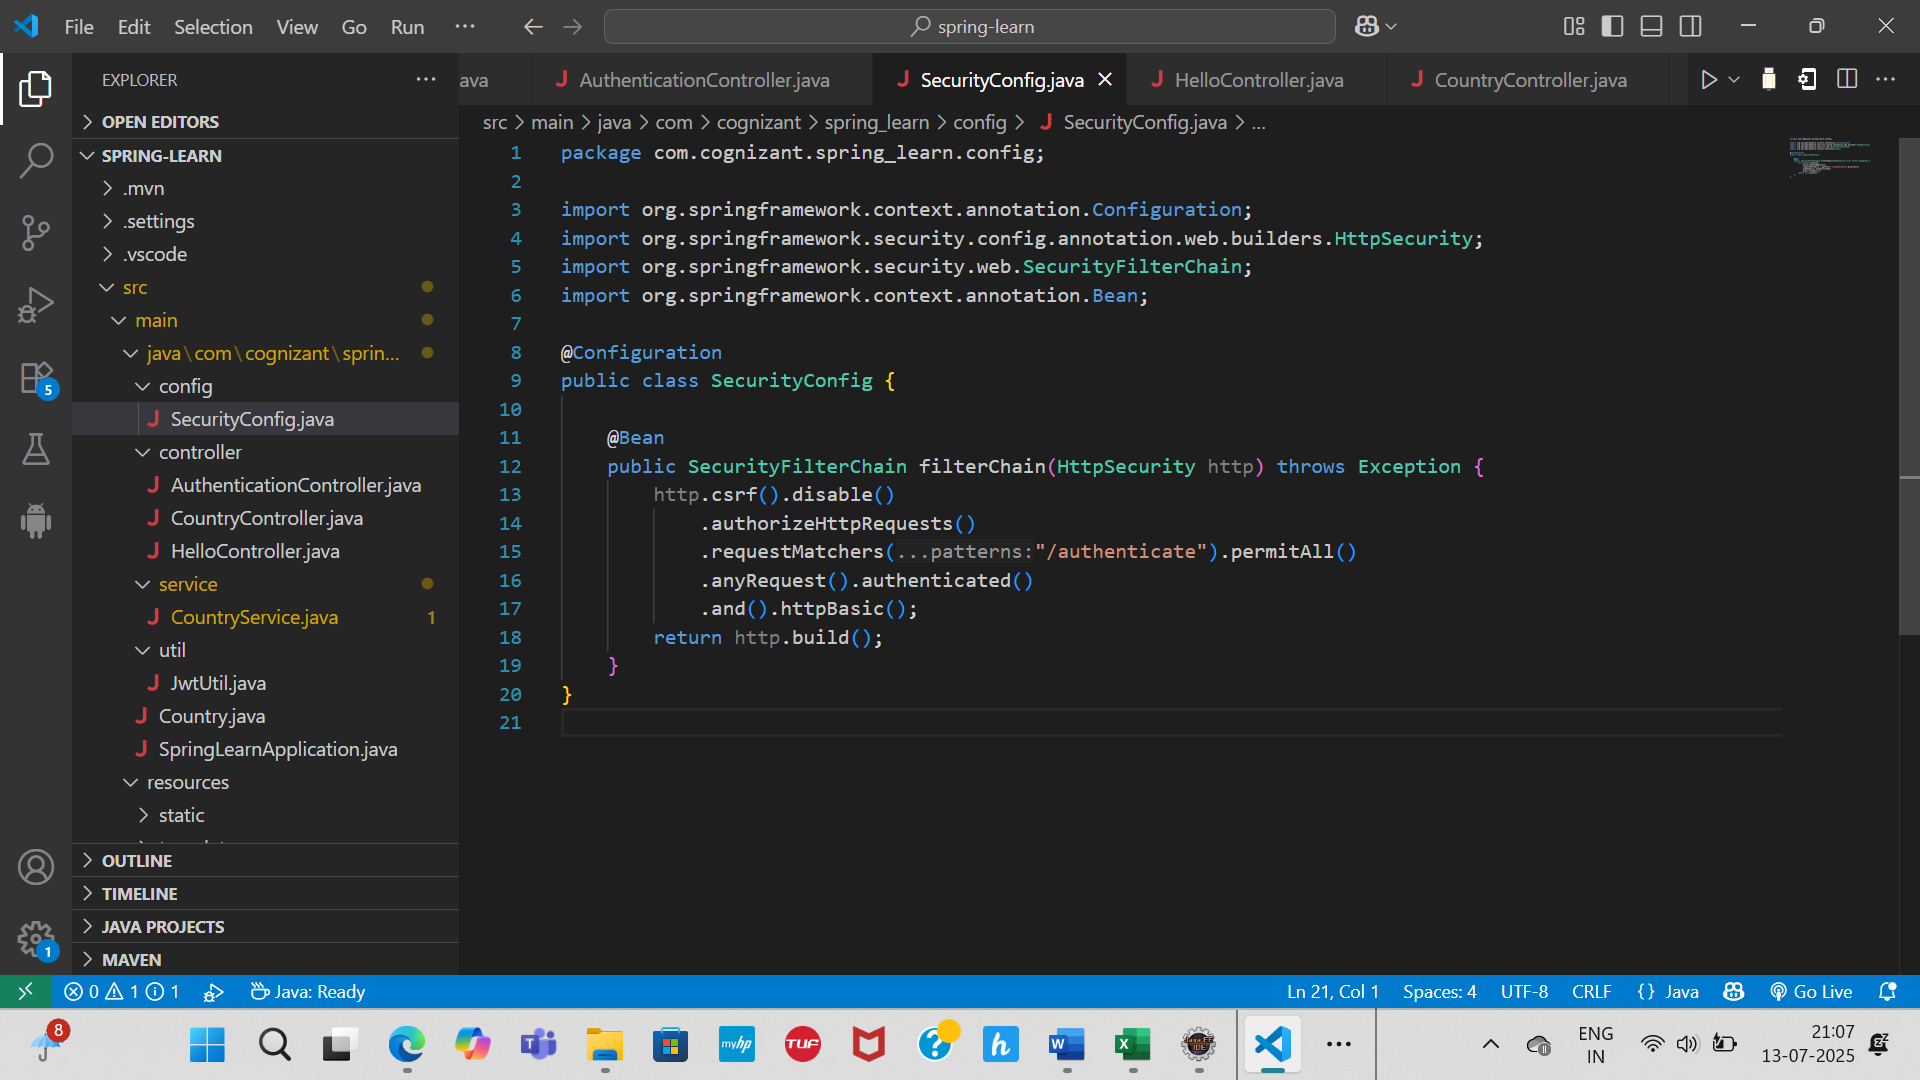 File Edit Selection View Go Run ···
spring-learn
EXPLORER
OPEN EDITORS
SPRING-LEARN
.mvn
.settings
.vscode
src
main
java\com\cognizant\sprin...
config
SecurityConfig.java
controller
AuthenticationController.java
CountryController.java
HelloController.java
service
CountryService.java 1
util
JwtUtil.java
Country.java
SpringLearnApplication.java
resources
static
OUTLINE
TIMELINE
JAVA PROJECTS
MAVEN
5
1
ava AuthenticationController.java SecurityConfig.java HelloController.java CountryController.java
src > main > java > com > cognizant > spring_learn > config > SecurityConfig.java > ...
1 package com.cognizant.spring_learn.config;
2
3 import org.springframework.context.annotation.Configuration;
4 import org.springframework.security.config.annotation.web.builders.HttpSecurity;
5 import org.springframework.security.web.SecurityFilterChain;
6 import org.springframework.context.annotation.Bean;
7
8 @Configuration
9 public class SecurityConfig {
10
11 @Bean
12 public SecurityFilterChain filterChain(HttpSecurity http) throws Exception {
13 http.csrf().disable()
14 .authorizeHttpRequests()
15 .requestMatchers(...patterns:"/authenticate").permitAll()
16 .anyRequest().authenticated()
17 .and().httpBasic();
18 return http.build();
19 }
20 }
21
0 1 1 Java: Ready Ln 21, Col 1 Spaces: 4 UTF-8 CRLF {} Java Go Live
8
myhp
TUF
Java EE
IDE
ENG
IN
21:07
13-07-2025